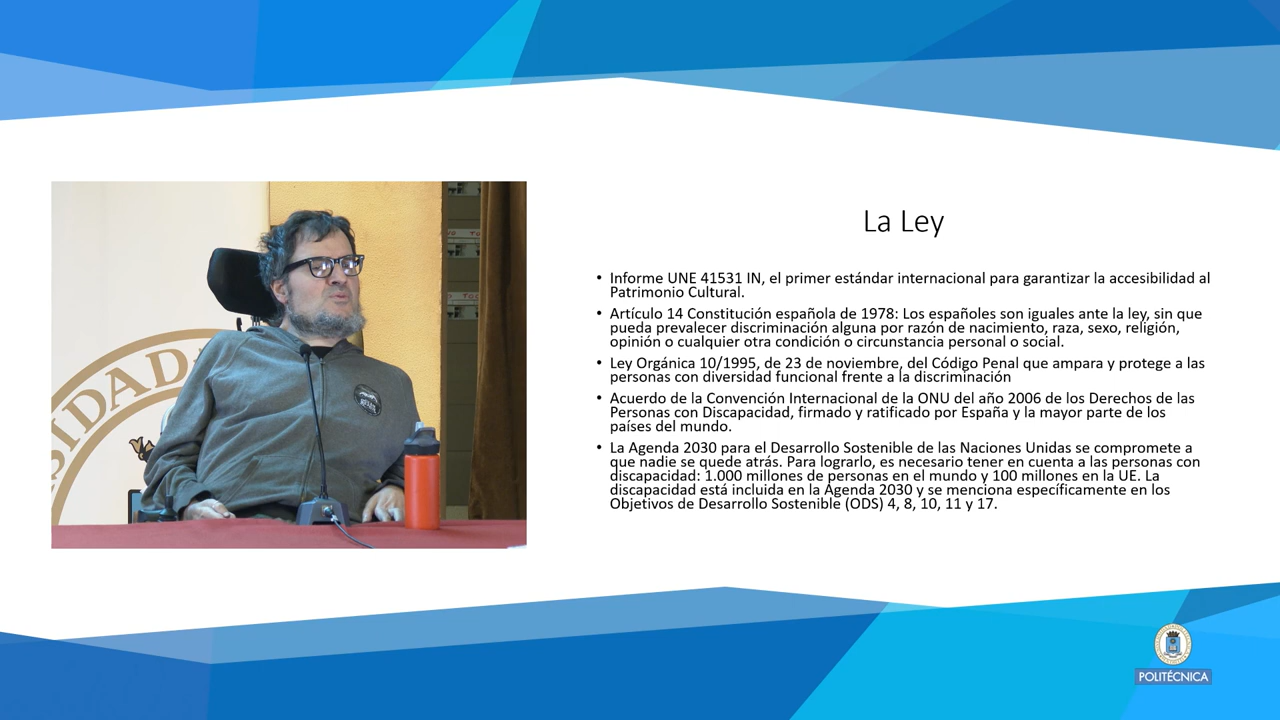 La Ley
• Informe UNE 41531 IN, el primer estándar internacional para garantizar la accesibilidad al
Patrimonio Cultural.
• Artículo 14 Constitución española de 1978: Los españoles son iguales ante la ley, sin que
pueda prevalecer discriminación alguna por razón de nacimiento, raza, sexo, religión,
opinión o cualquier otra condición o circunstancia personal o social.
• Ley Orgánica 10/1995, de 23 de noviembre, del Código Penal que ampara y protege a las
personas con diversidad funcional frente a la discriminación
• Acuerdo de la Convención Internacional de la ONU del año 2006 de los Derechos de las
Personas con Discapacidad, firmado y ratificado por España y la mayor parte de los
países del mundo.
• La Agenda 2030 para el Desarrollo Sostenible de las Naciones Unidas se compromete a
que nadie se quede atrás. Para lograrlo, es necesario tener en cuenta a las personas con
discapacidad: 1.000 millones de personas en el mundo y 100 millones en la UE. La
discapacidad está incluida en la Agenda 2030 y se menciona específicamente en los
Objetivos de Desarrollo Sostenible (ODS) 4, 8, 10, 11 y 17.
SIDAD
POLITÉCNICA